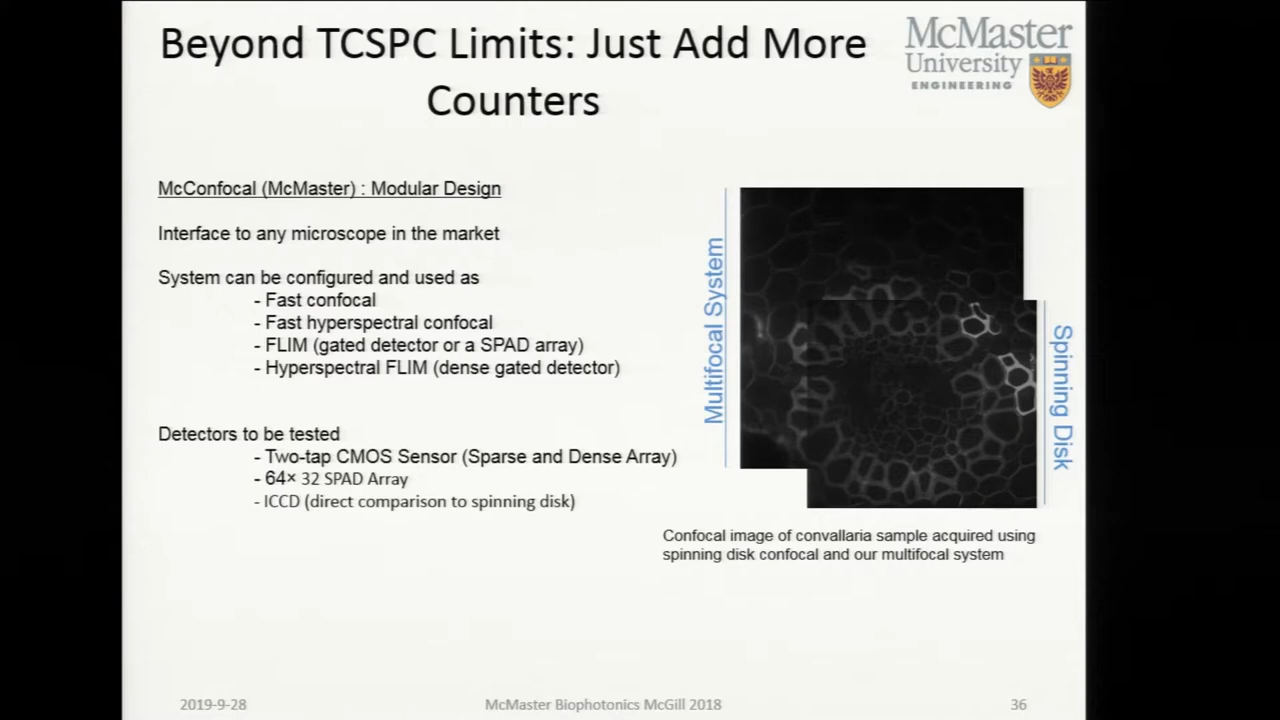 Beyond TCSPC Limits: Just Add More
Counters
McMaster
University
ENGINEERING
McConfocal (McMaster) : Modular Design
Interface to any microscope in the market
System can be configured and used as
- Fast confocal
- Fast hyperspectral confocal
- FLIM (gated detector or a SPAD array)
- Hyperspectral FLIM (dense gated detector)
Detectors to be tested
- Two-tap CMOS Sensor (Sparse and Dense Array)
- 64× 32 SPAD Array
- ICCD (direct comparison to spinning disk)
Multifocal System
Spinning Disk
Confocal image of convallaria sample acquired using
spinning disk confocal and our multifocal system
2019-9-28
McMaster Biophotonics McGill 2018
36